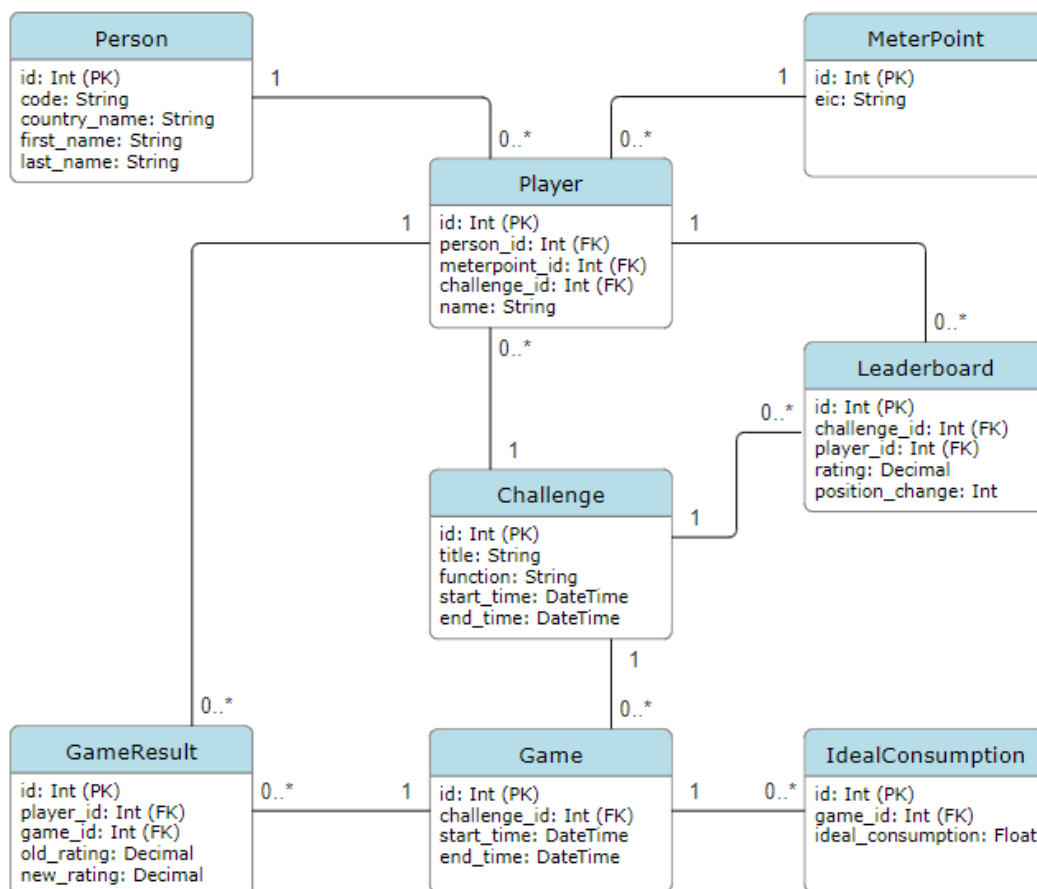 Person
id: Int (PK)
code: String
country_name: String
first_name: String
last_name: String
1
0..*
MeterPoint
id: Int (PK)
eic: String
1
0..*
Player
id: Int (PK)
person_id: Int (FK)
meterpoint_id: Int (FK)
challenge_id: Int (FK)
name: String
1
1
0..*
0..*
Leaderboard
id: Int (PK)
challenge_id: Int (FK)
player_id: Int (FK)
rating: Decimal
position_change: Int
0..*
1
1
Challenge
id: Int (PK)
title: String
function: String
start_time: DateTime
end_time: DateTime
1
0..*
0..*
GameResult
id: Int (PK)
player_id: Int (FK)
game_id: Int (FK)
old_rating: Decimal
new_rating: Decimal
0..*
1
Game
id: Int (PK)
challenge_id: Int (FK)
start_time: DateTime
end_time: DateTime
1
0..*
IdealConsumption
id: Int (PK)
game_id: Int (FK)
ideal_consumption: Float